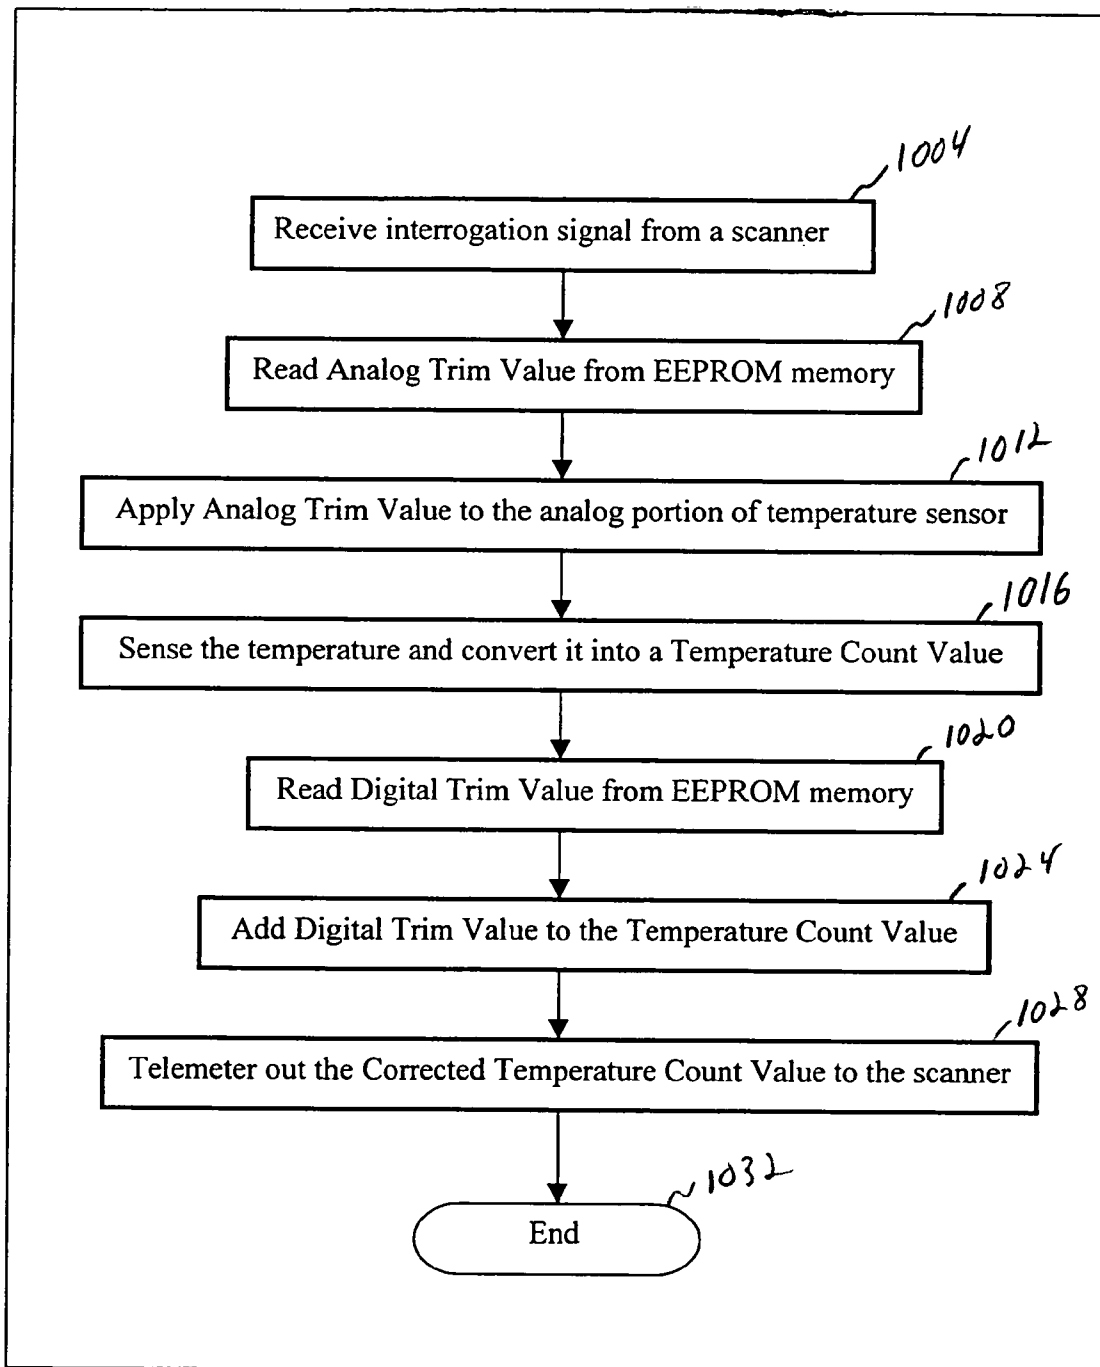 1004
Receive interrogation signal from a scanner
1008
Read Analog Trim Value from EEPROM memory
1012
Apply Analog Trim Value to the analog portion of temperature sensor
1016
Sense the temperature and convert it into a Temperature Count Value
1020
Read Digital Trim Value from EEPROM memory
1024
Add Digital Trim Value to the Temperature Count Value
1028
Telemeter out the Corrected Temperature Count Value to the scanner
1032
End